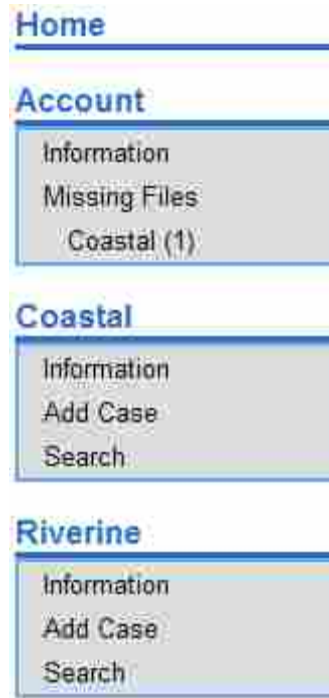 Home
Account
Information
Missing Files
Coastal (1)
Coastal
Information
Add Case
Search
Riverine
Information
Add Case
Search